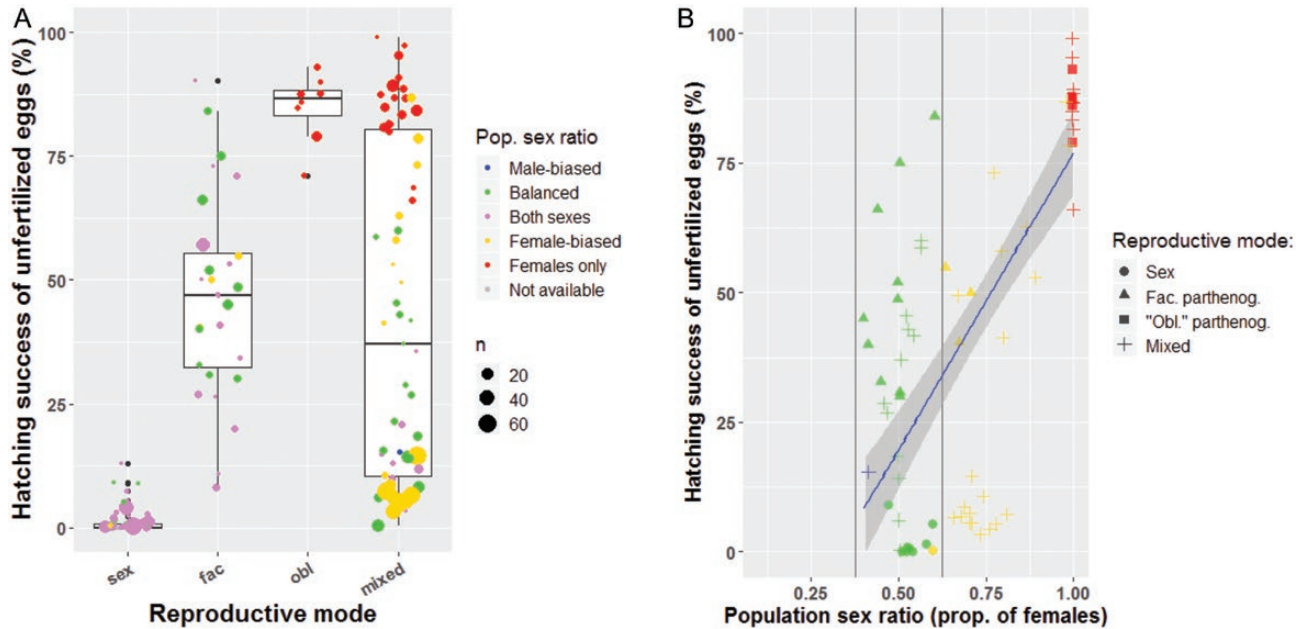 A
Hatching success of unfertilized eggs (%)
100
75
50
25
0
sex
fac
obl
mixed
Reproductive mode
Pop. sex ratio
Male-biased
Balanced
Both sexes
Female-biased
Females only
Not available
n
20
40
60
B
Hatching success of unfertilized eggs (%)
100
75
50
25
0
0.25
0.50
0.75
1.00
Population sex ratio (prop. of females)
Reproductive mode:
Sex
Fac. parthenog.
"Obl." parthenog.
Mixed